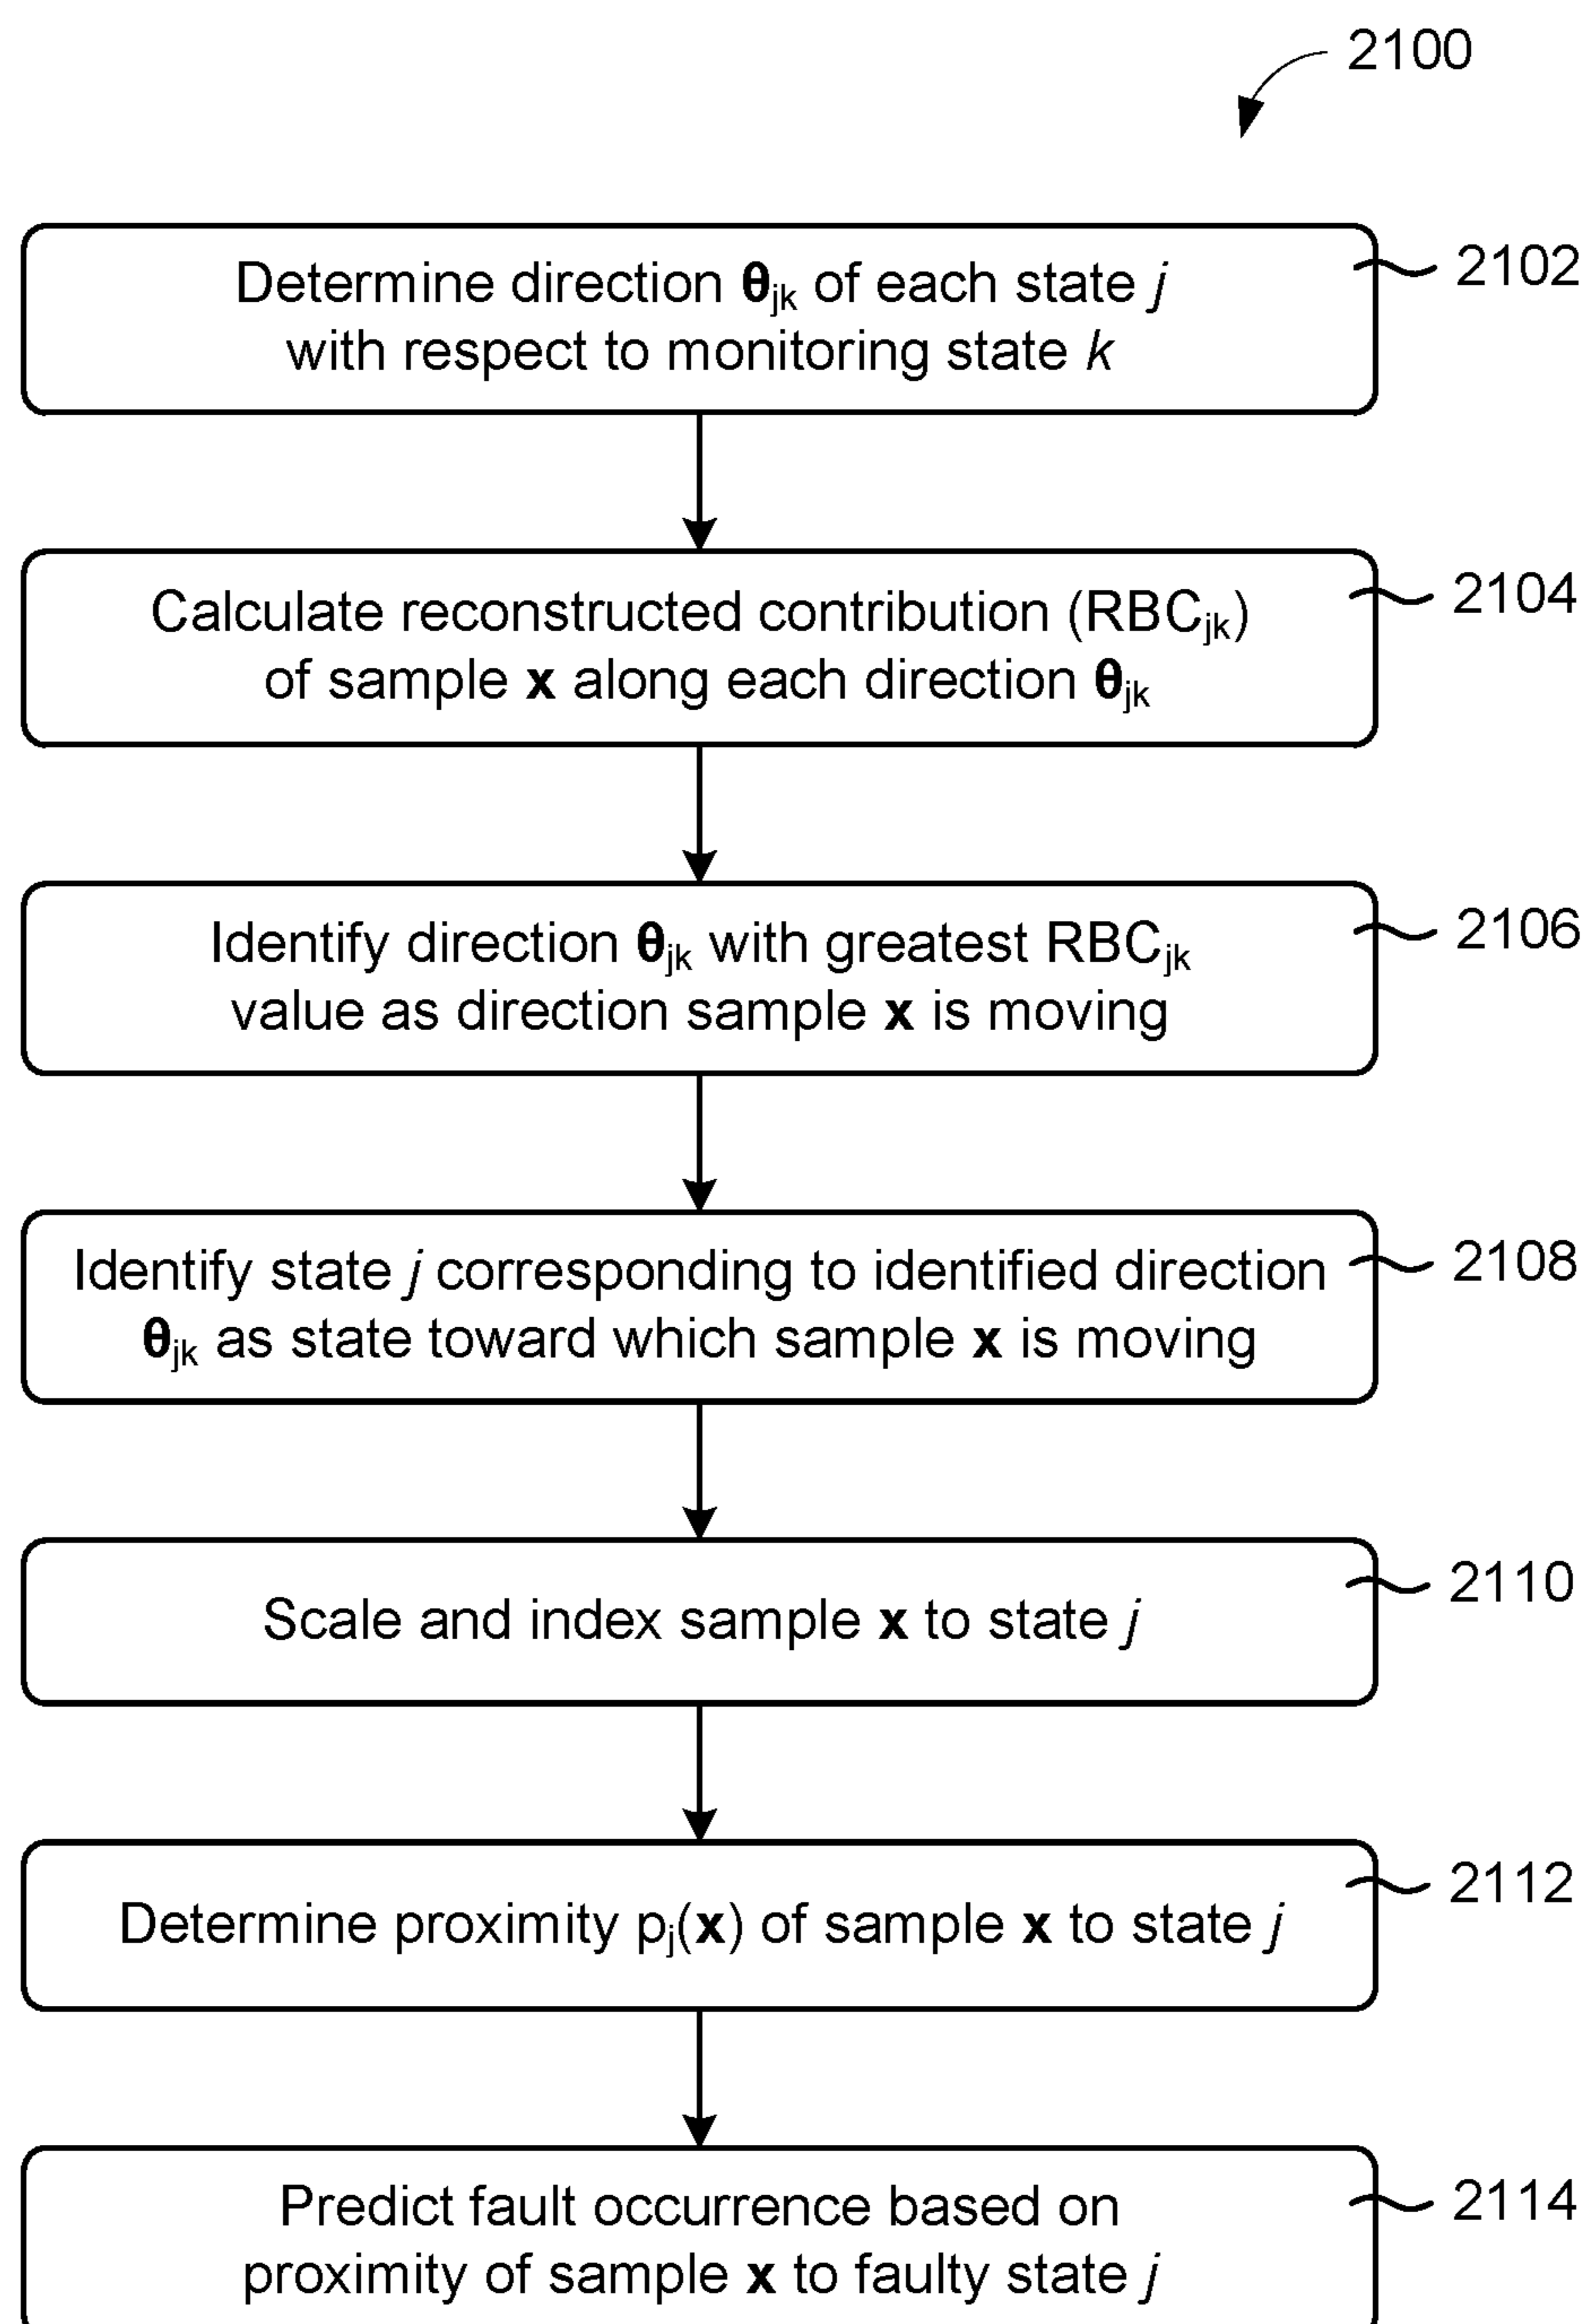 2100
Determine direction θjk of each state j
with respect to monitoring state k
2102
Calculate reconstructed contribution (RBCjk)
of sample x along each direction θjk
2104
Identify direction θjk with greatest RBCjk
value as direction sample x is moving
2106
Identify state j corresponding to identified direction
θjk as state toward which sample x is moving
2108
Scale and index sample x to state j
2110
Determine proximity pj(x) of sample x to state j
2112
Predict fault occurrence based on
proximity of sample x to faulty state j
2114